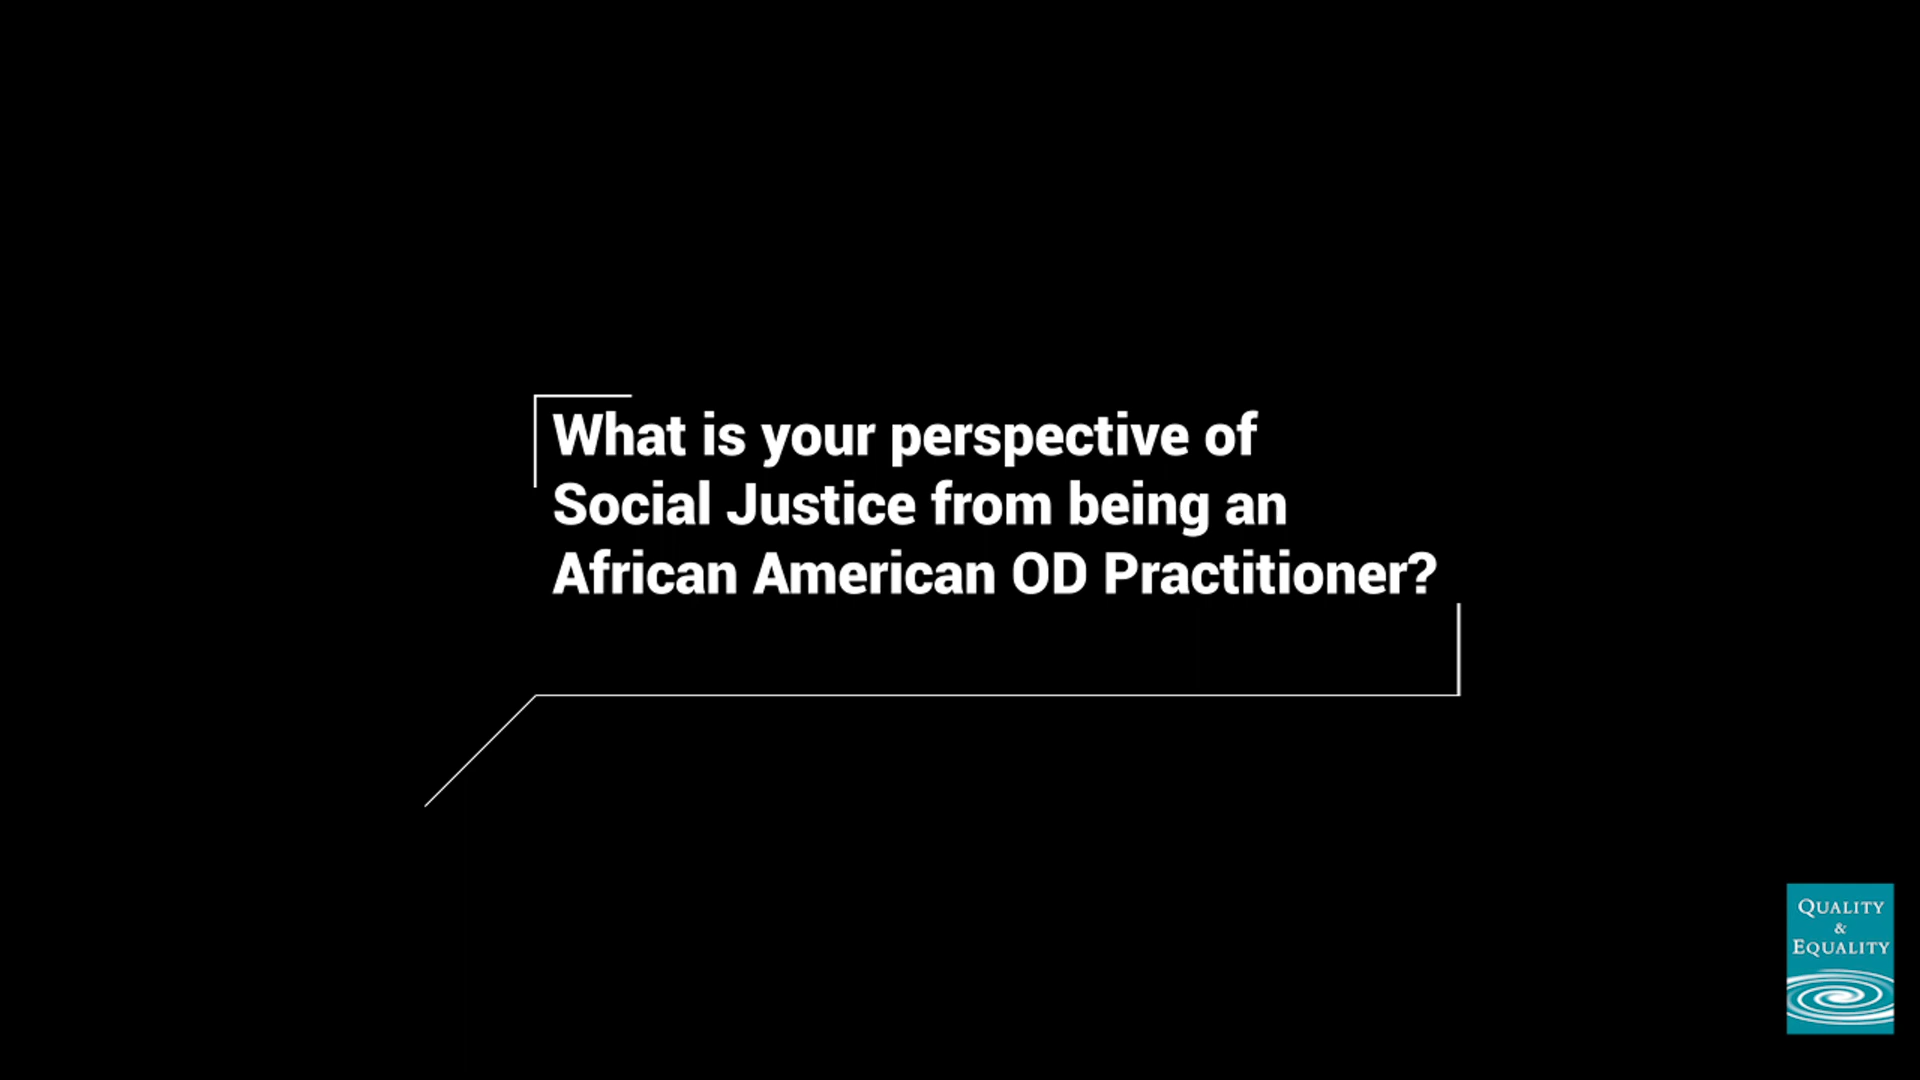 What is your perspective of
Social Justice from being an
African American OD Practitioner?
QUALITY
&
EQUALITY